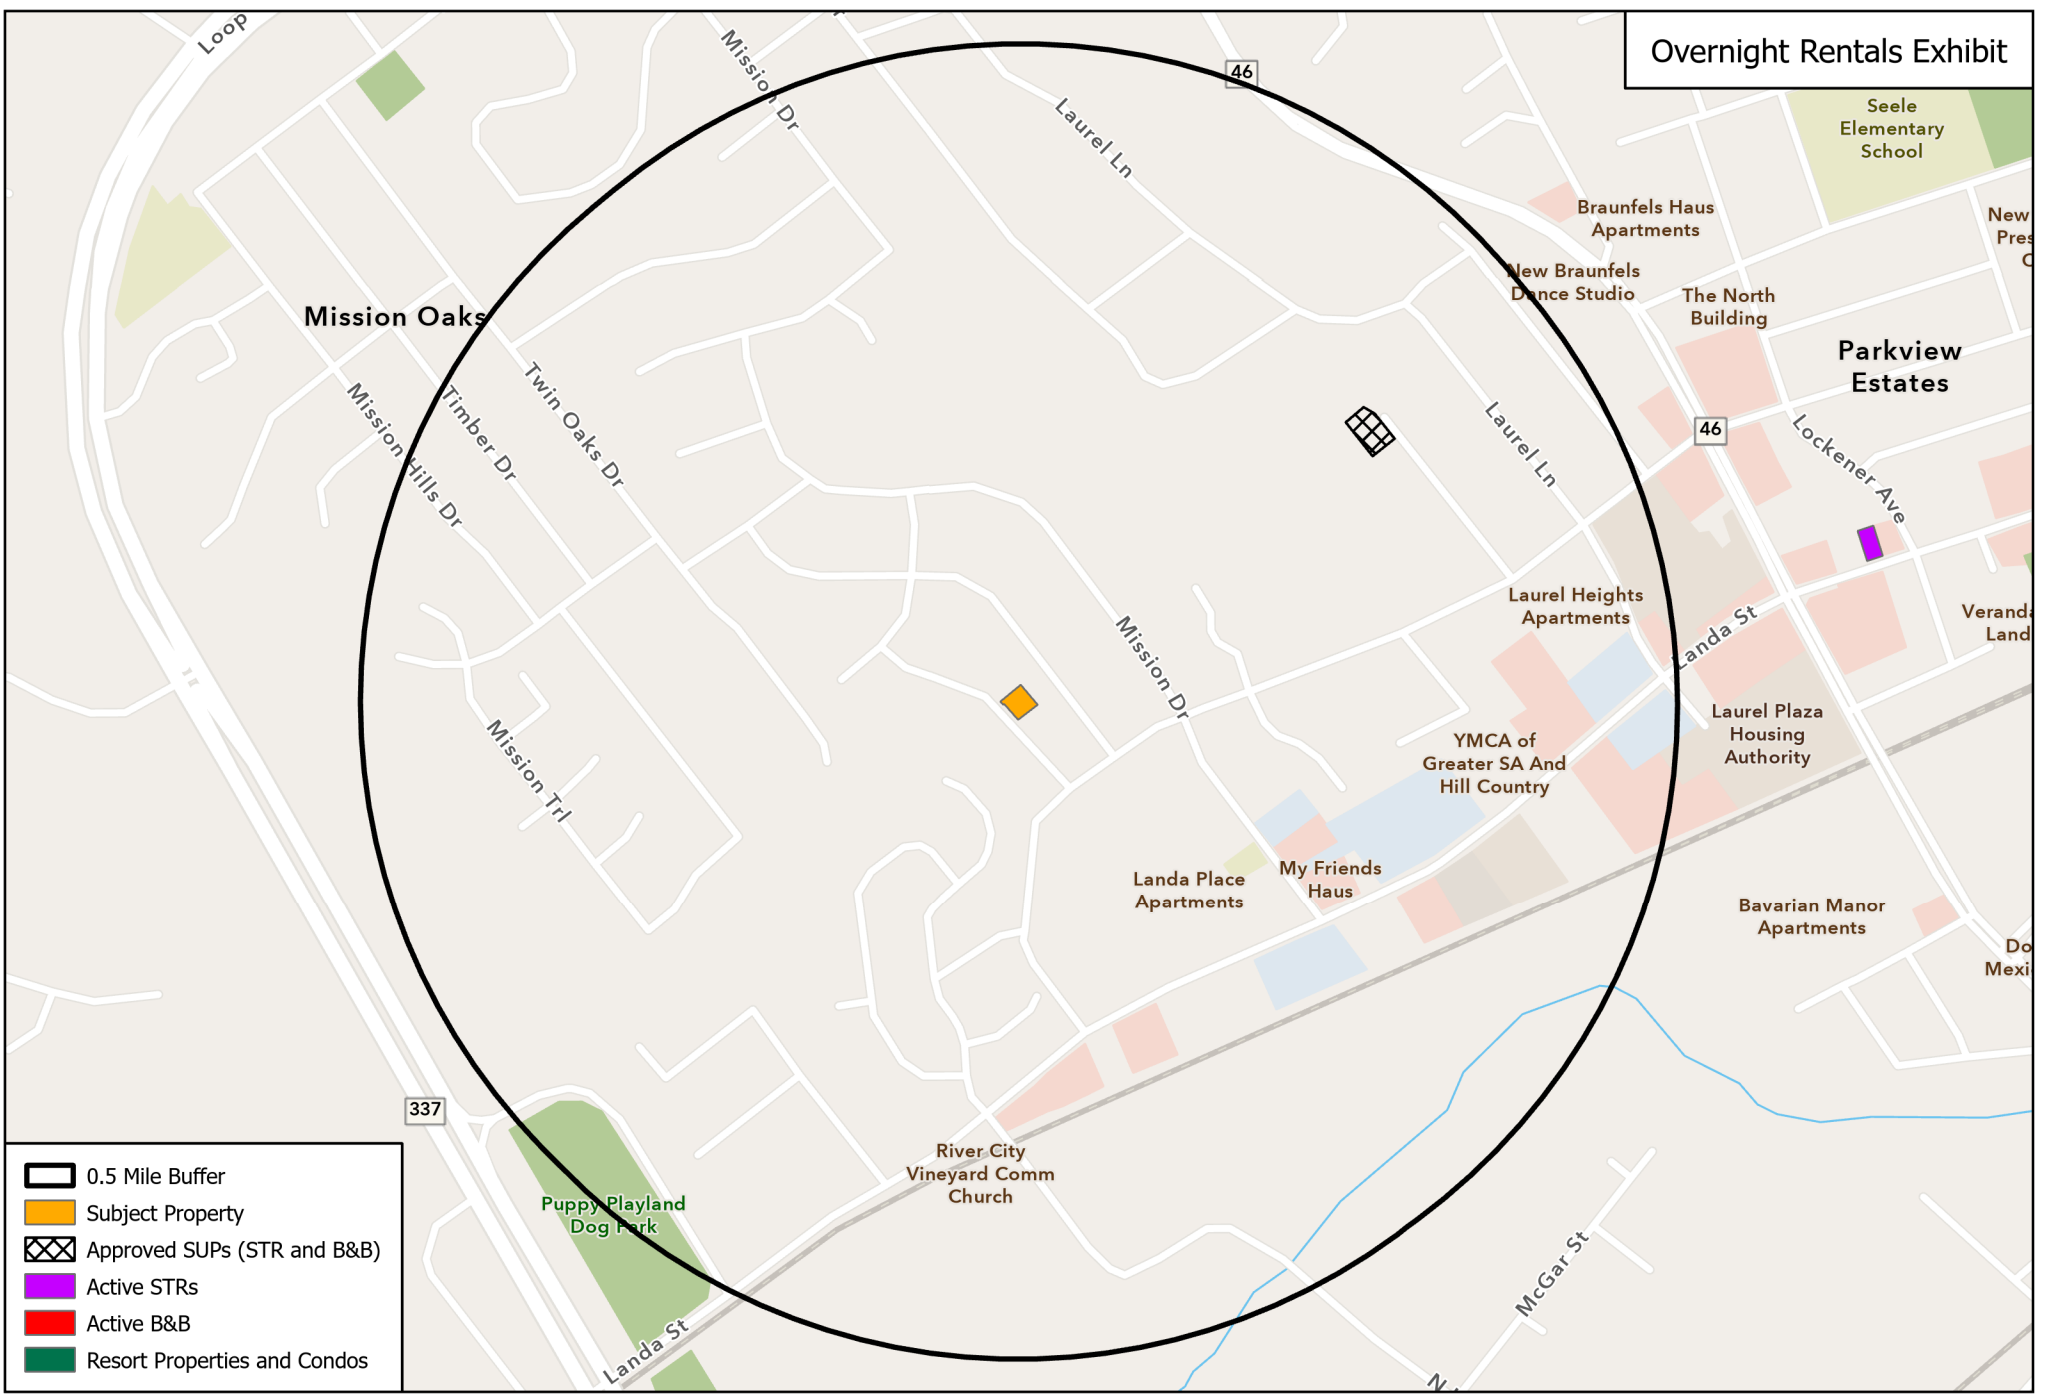 Overnight Rentals Exhibit
Loop
Mission Dr
46
Laurel Ln
Seele
Elementary
School
Braunfels Haus
Apartments
New
Pres
C
New Braunfels
Dance Studio
The North
Building
Mission Oaks
Parkview
Estates
Twin Oaks Dr
Timber Dr
Mission Hills Dr
Laurel Ln
46
Lockener Ave
Laurel Heights
Apartments
Landa St
Veranda
Land
Mission Dr
Mission Trl
YMCA of
Greater SA And
Hill Country
Laurel Plaza
Housing
Authority
Landa Place
Apartments
My Friends
Haus
Bavarian Manor
Apartments
Do
Mexi
337
River City
Vineyard Comm
Church
Puppy Playland
Dog Park
McGar St
Landa St
0.5 Mile Buffer
Subject Property
Approved SUPs (STR and B&B)
Active STRs
Active B&B
Resort Properties and Condos